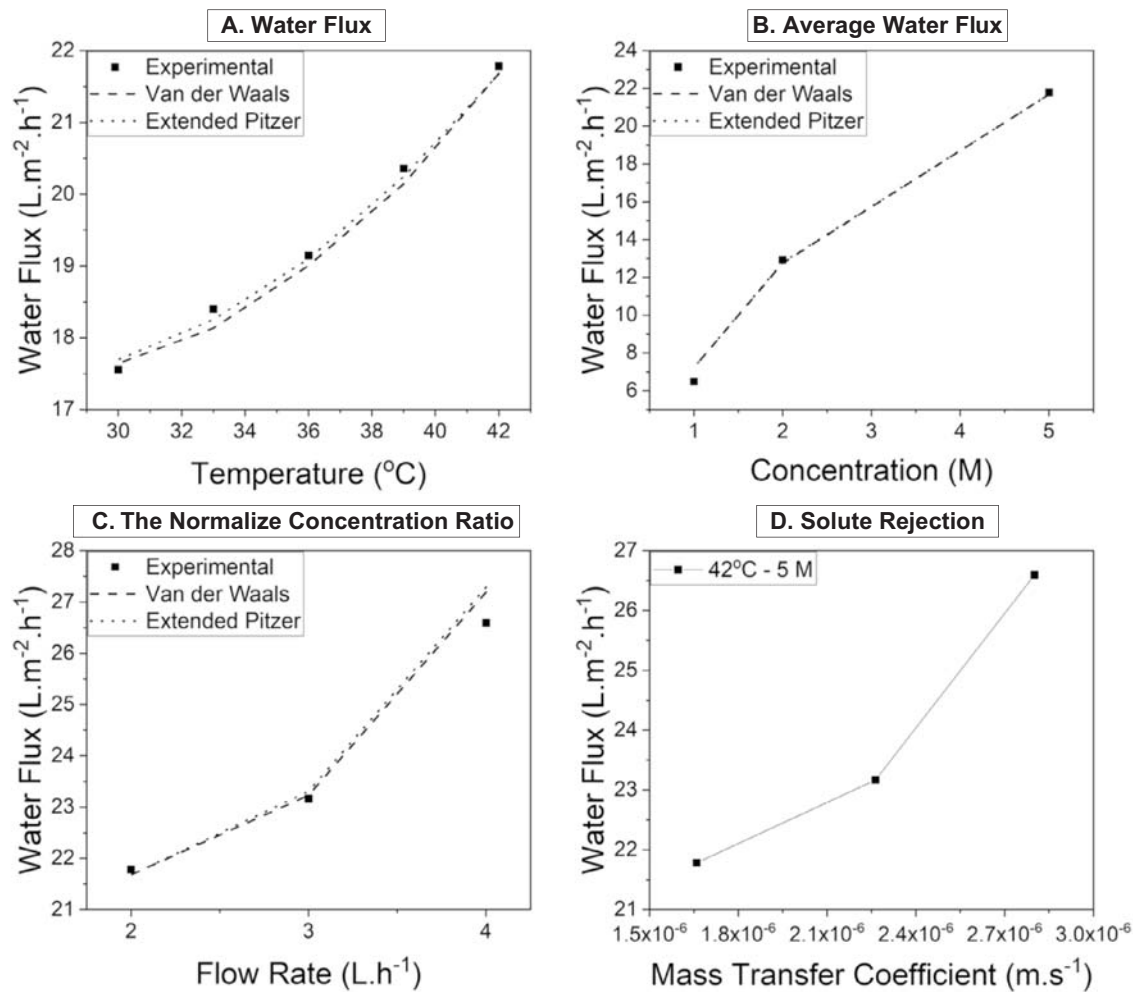 A. Water Flux
Water Flux (L.m⁻².h⁻¹)
22
21
20
19
18
17
Experimental
Van der Waals
Extended Pitzer
30 32 34 36 38 40 42
Temperature (°C)
B. Average Water Flux
Water Flux (L.m⁻².h⁻¹)
24
22
20
18
16
14
12
10
8
6
Experimental
Van der Waals
Extended Pitzer
1 2 3 4 5
Concentration (M)
C. The Normalize Concentration Ratio
Water Flux (L.m⁻².h⁻¹)
28
27
26
25
24
23
22
21
Experimental
Van der Waals
Extended Pitzer
2 3 4
Flow Rate (L.h⁻¹)
D. Solute Rejection
Water Flux (L.m⁻².h⁻¹)
27
26
25
24
23
22
21
42°C - 5 M
1.5x10⁻⁶ 1.8x10⁻⁶ 2.1x10⁻⁶ 2.4x10⁻⁶ 2.7x10⁻⁶ 3.0x10⁻⁶
Mass Transfer Coefficient (m.s⁻¹)